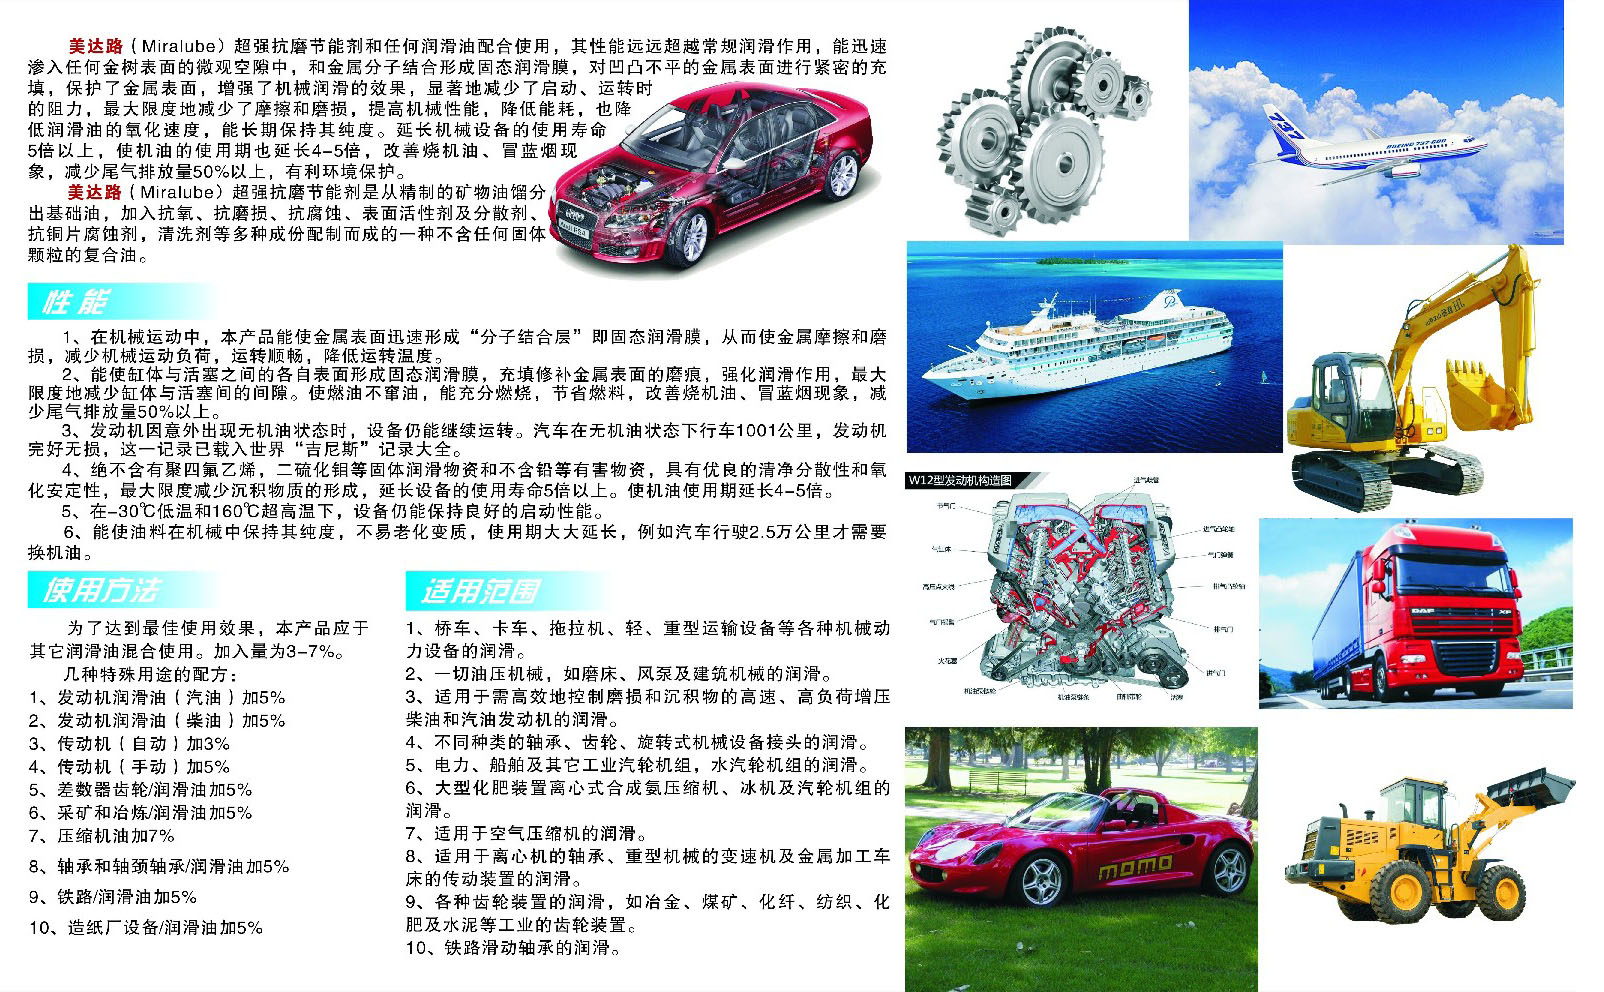 美达路（Miralube）超强抗磨节能剂和任何润滑油配合使用，其性能远远超越常规润滑作用，能迅速
渗入任何金树表面的微观空隙中，和金属分子结合形成固态润滑膜，对凹凸不平的金属表面进行紧密的充
填，保护了金属表面，增强了机械润滑的效果，显著地减少了启动、运转时
的阻力，最大限度地减少了摩擦和磨损，提高机械性能，降低能耗，也降
低润滑油的氧化速度，能长期保持其纯度。延长机械设备的使用寿命
5倍以上，使机油的使用期也延长4-5倍，改善烧机油、冒蓝烟现
象，减少尾气排放量50%以上，有利环境保护。
美达路（Miralube）超强抗磨节能剂是从精制的矿物油馏分
出基础油，加入抗氧、抗磨损、抗腐蚀、表面活性剂及分散剂、
抗铜片腐蚀剂，清洗剂等多种成份配制而成的一种不含任何固体
颗粒的复合油。
性能
1、在机械运动中，本产品能使金属表面迅速形成“分子结合层”即固态润滑膜，从而使金属摩擦和磨
损，减少机械运动负荷，运转顺畅，降低运转温度。
2、能使缸体与活塞之间的各自表面形成固态润滑膜，充填修补金属表面的磨痕，强化润滑作用，最大
限度地减少缸体与活塞间的间隙。使燃油不窜油，能充分燃烧，节省燃料，改善烧机油、冒蓝烟现象，减
少尾气排放量50%以上。
3、发动机因意外出现无机油状态时，设备仍能继续运转。汽车在无机油状态下行车1001公里，发动机
完好无损，这一记录已载入世界“吉尼斯”记录大全。
4、绝不含有聚四氟乙烯，二硫化钼等固体润滑物资和不含铅等有害物资，具有优良的清净分散性和氧
化安定性，最大限度减少沉积物质的形成，延长设备的使用寿命5倍以上。使机油使用期延长4-5倍。
5、在-30℃低温和160℃超高温下，设备仍能保持良好的启动性能。
6、能使油料在机械中保持其纯度，不易老化变质，使用期大大延长，例如汽车行驶2.5万公里才需要
换机油。
使用方法
为了达到最佳使用效果，本产品应于
其它润滑油混合使用。加入量为3-7%。
几种特殊用途的配方：
1、发动机润滑油（汽油）加5%
2、发动机润滑油（柴油）加5%
3、传动机（自动）加3%
4、传动机（手动）加5%
5、差数器齿轮/润滑油加5%
6、采矿和冶炼/润滑油加5%
7、压缩机油加7%
8、轴承和轴颈轴承/润滑油加5%
9、铁路/润滑油加5%
10、造纸厂设备/润滑油加5%
适用范围
1、桥车、卡车、拖拉机、轻、重型运输设备等各种机械动
力设备的润滑。
2、一切油压机械，如磨床、风泵及建筑机械的润滑。
3、适用于需高效地控制磨损和沉积物的高速、高负荷增压
柴油和汽油发动机的润滑。
4、不同种类的轴承、齿轮、旋转式机械设备接头的润滑。
5、电力、船舶及其它工业汽轮机组，水汽轮机组的润滑。
6、大型化肥装置离心式合成氨压缩机、冰机及汽轮机组的
润滑。
7、适用于空气压缩机的润滑。
8、适用于离心机的轴承、重型机械的变速机及金属加工车
床的传动装置的润滑。
9、各种齿轮装置的润滑，如冶金、煤矿、化纤、纺织、化
肥及水泥等工业的齿轮装置。
10、铁路滑动轴承的润滑。
737
BOEING 737-600
W12型发动机构造图
进气歧管
节气门
进气凸轮轴
气门弹簧
排气凸轮轴
排气门
进气门
火花塞
活塞
DAF
XF
momo